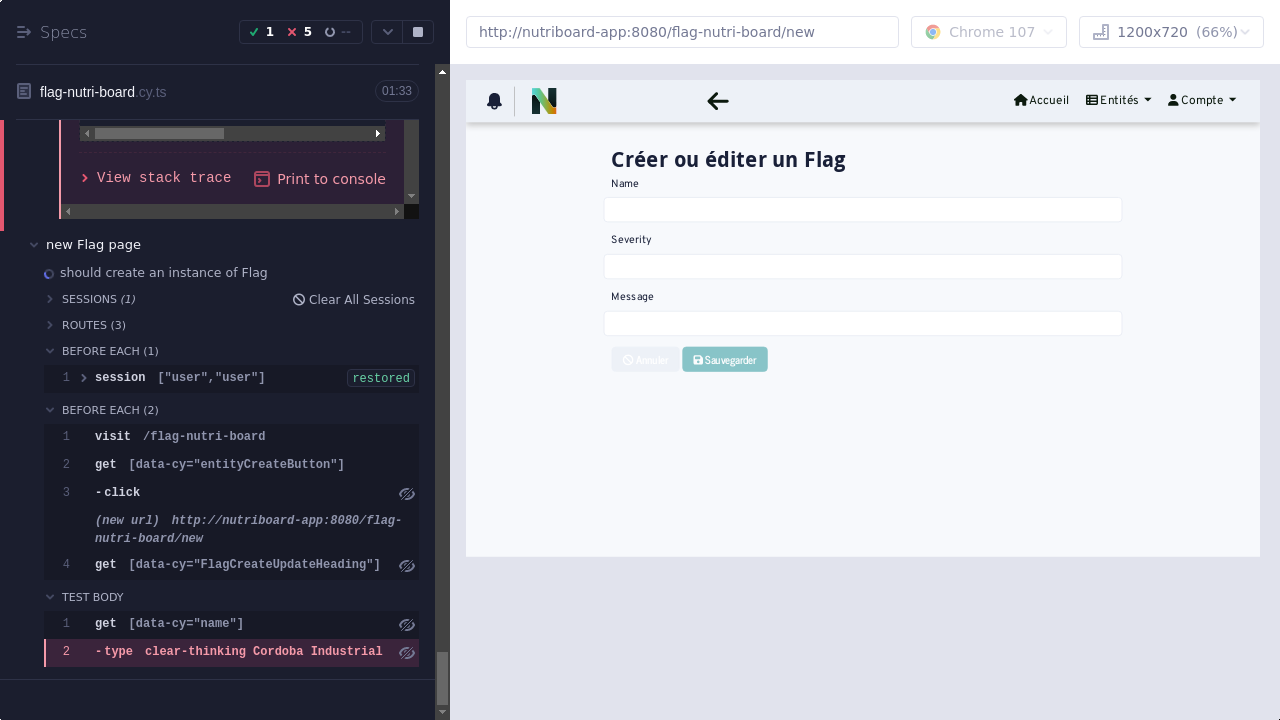 Specs
1
5
--
http://nutriboard-app:8080/flag-nutri-board/new
Chrome 107
1200x720 (66%)
flag-nutri-board.cy.ts
01:33
View stack trace
Print to console
new Flag page
should create an instance of Flag
SESSIONS (1)
Clear All Sessions
ROUTES (3)
BEFORE EACH (1)
1 session ["user","user"] restored
BEFORE EACH (2)
1 visit /flag-nutri-board
2 get [data-cy="entityCreateButton"]
3 -click
(new url) http://nutriboard-app:8080/flag-
nutri-board/new
4 get [data-cy="FlagCreateUpdateHeading"]
TEST BODY
1 get [data-cy="name"]
2 -type clear-thinking Cordoba Industrial
N
Accueil
Entités
Compte
Créer ou éditer un Flag
Name
Severity
Message
Annuler
Sauvegarder